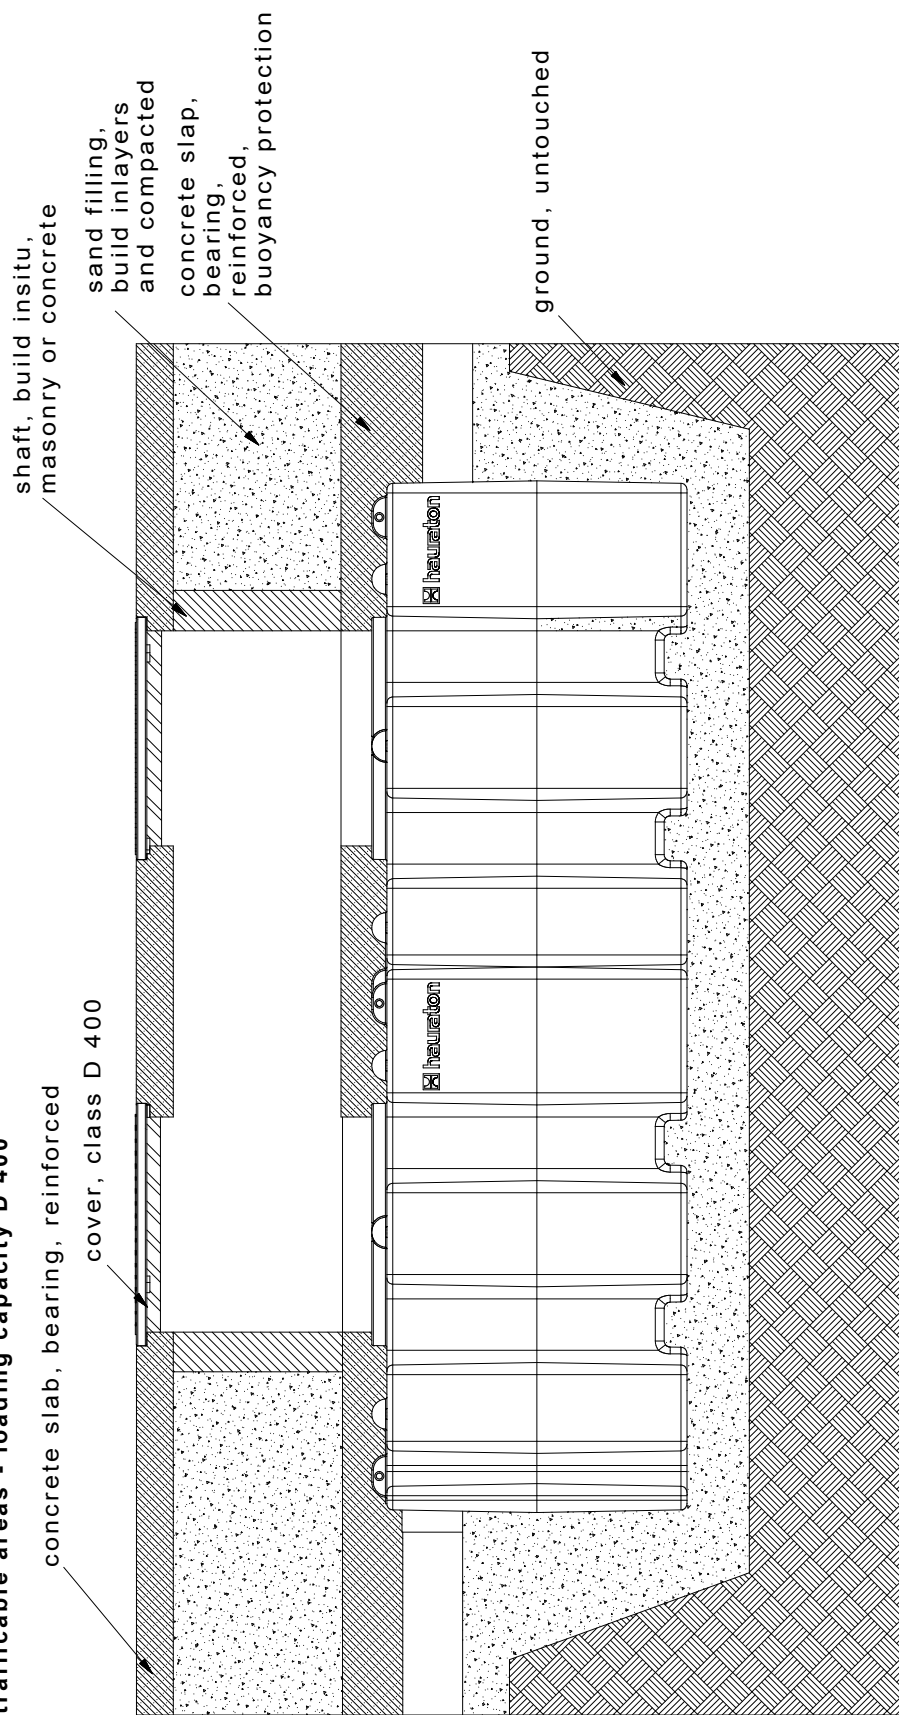 trafficable areas - loading capacity D 400
concrete slab, bearing, reinforced
cover, class D 400
shaft, build insitu,
masonry or concrete
sand filling,
build inlayers
and compacted
concrete slap,
bearing,
reinforced,
buoyancy protection
ground, untouched
hauraton
hauraton